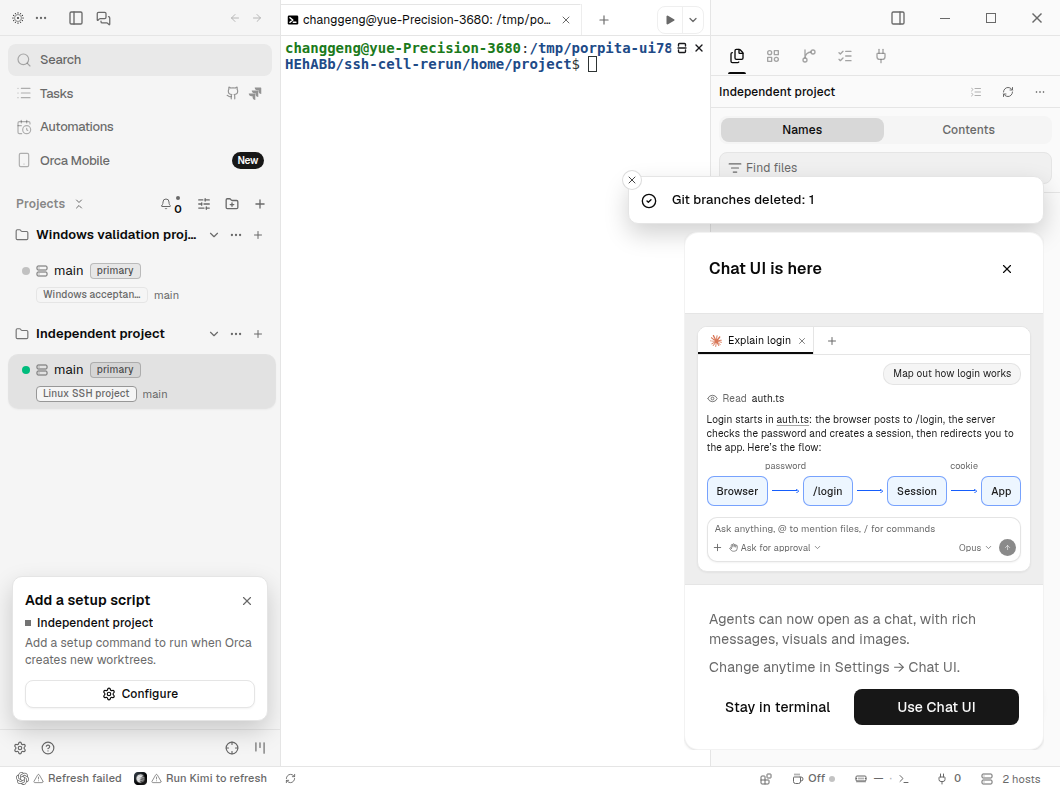 changgeng@yue-Precision-3680: /tmp/po...
Search
Tasks
Automations
Orca Mobile
New
Projects
0
Windows validation proj...
main
primary
Windows acceptan...
main
Independent project
main
primary
Linux SSH project
main
Add a setup script
Independent project
Add a setup command to run when Orca
creates new worktrees.
Configure
changgeng@yue-Precision-3680:/tmp/porpita-ui78
HEhABb/ssh-cell-rerun/home/project$
Independent project
Names
Contents
Find files
Git branches deleted: 1
Chat UI is here
Explain login
Map out how login works
Read auth.ts
Login starts in auth.ts: the browser posts to /login, the server
checks the password and creates a session, then redirects you to
the app. Here's the flow:
password
cookie
Browser
/login
Session
App
Ask anything, @ to mention files, / for commands
Ask for approval
Opus
Agents can now open as a chat, with rich
messages, visuals and images.
Change anytime in Settings → Chat UI.
Stay in terminal
Use Chat UI
Refresh failed
Run Kimi to refresh
Off
— ·
0
2 hosts